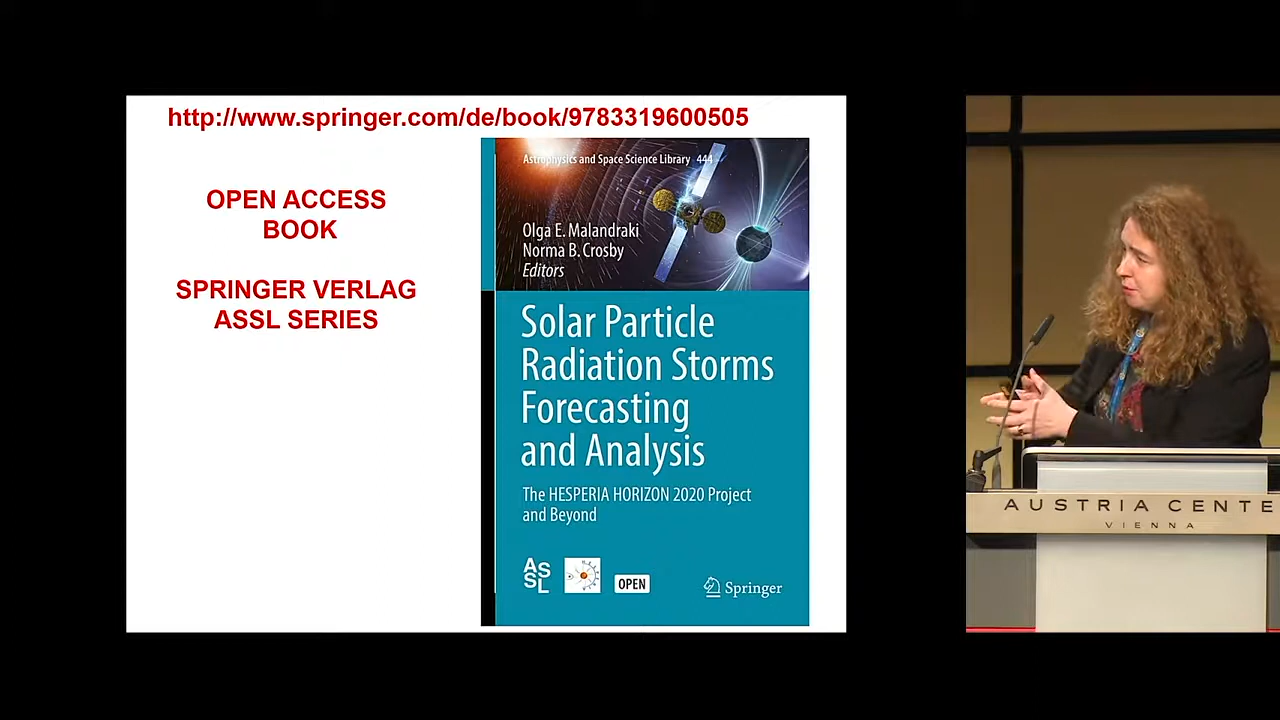 http://www.springer.com/de/book/9783319600505
OPEN ACCESS
BOOK
SPRINGER VERLAG
ASSL SERIES
Astrophysics and Space Science Library 444
Olga E. Malandraki
Norma B. Crosby
Editors
Solar Particle
Radiation Storms
Forecasting
and Analysis
The HESPERIA HORIZON 2020 Project
and Beyond
AS
SL
OPEN
Springer
AUSTRIA CENTE
VIENNA